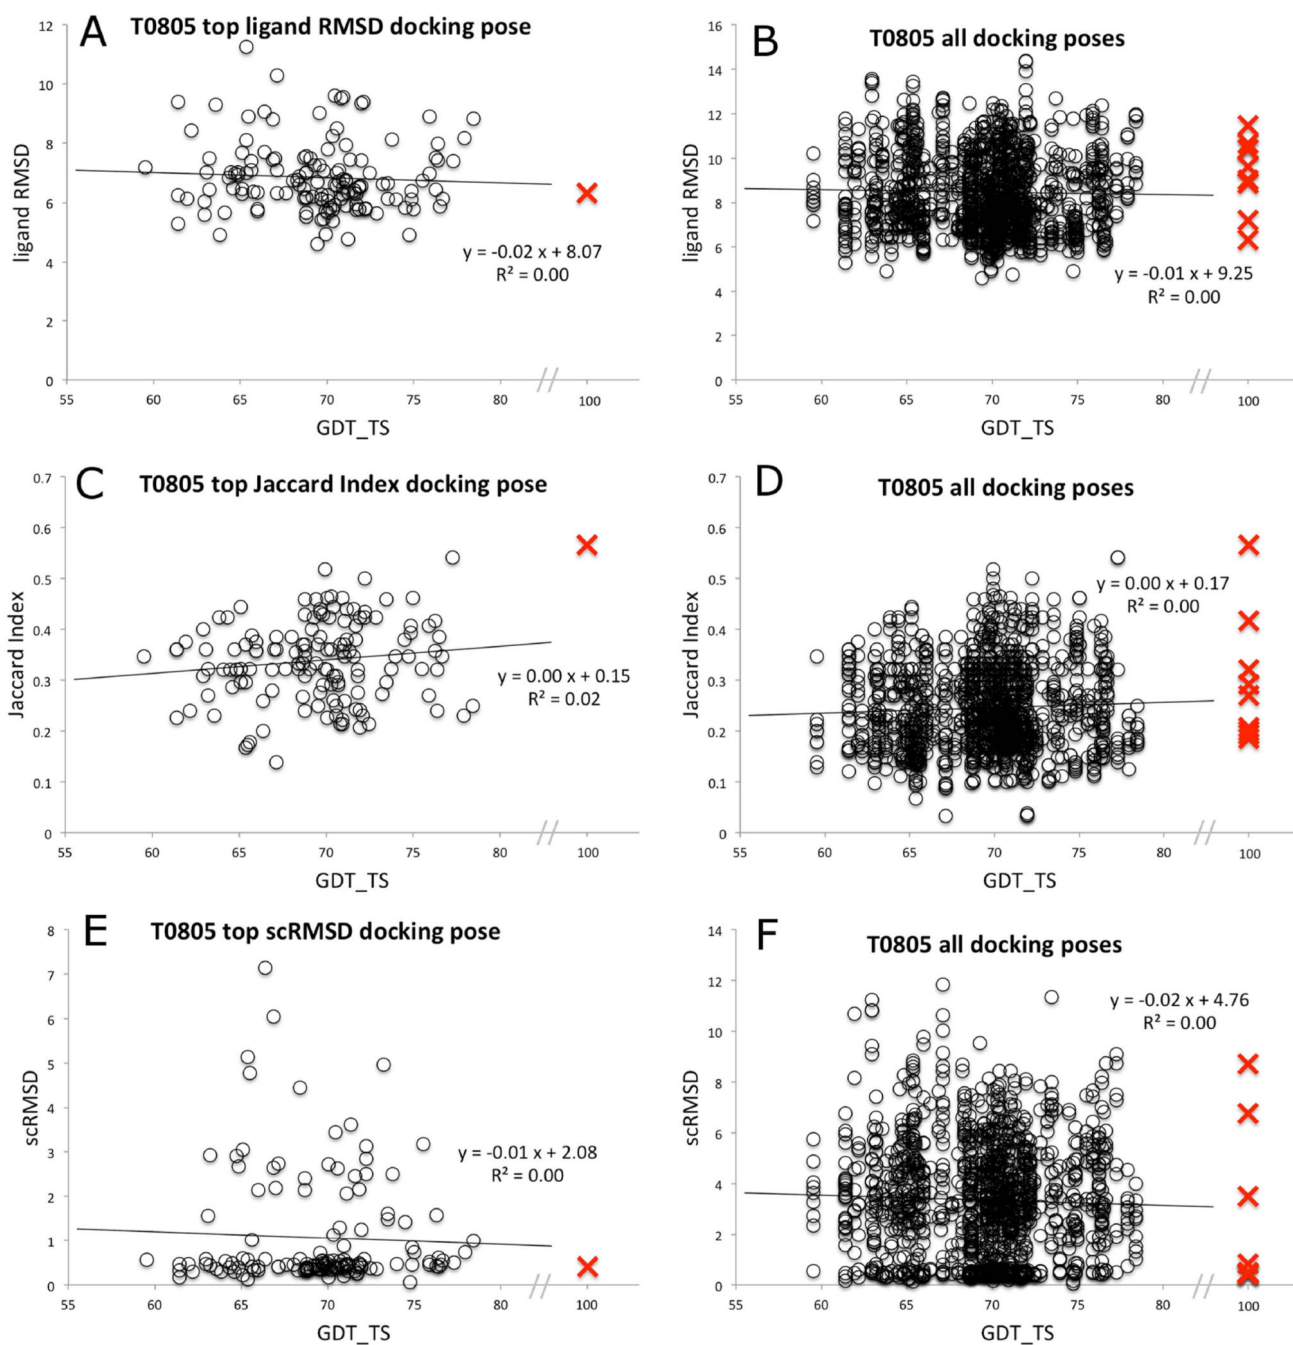 A
T0805 top ligand RMSD docking pose
12
10
8
6
4
2
0
ligand RMSD
y = -0.02 x + 8.07
R² = 0.00
55 60 65 70 75 80 100
GDT_TS
B
T0805 all docking poses
16
14
12
10
8
6
4
2
0
ligand RMSD
y = -0.01 x + 9.25
R² = 0.00
55 60 65 70 75 80 100
GDT_TS
C
T0805 top Jaccard Index docking pose
0.7
0.6
0.5
0.4
0.3
0.2
0.1
0
Jaccard Index
y = 0.00 x + 0.15
R² = 0.02
55 60 65 70 75 80 100
GDT_TS
D
T0805 all docking poses
0.7
0.6
0.5
0.4
0.3
0.2
0.1
0
Jaccard Index
y = 0.00 x + 0.17
R² = 0.00
55 60 65 70 75 80 100
GDT_TS
E
T0805 top scRMSD docking pose
8
7
6
5
4
3
2
1
0
scRMSD
y = -0.01 x + 2.08
R² = 0.00
55 60 65 70 75 80 100
GDT_TS
F
T0805 all docking poses
14
12
10
8
6
4
2
0
scRMSD
y = -0.02 x + 4.76
R² = 0.00
55 60 65 70 75 80 100
GDT_TS